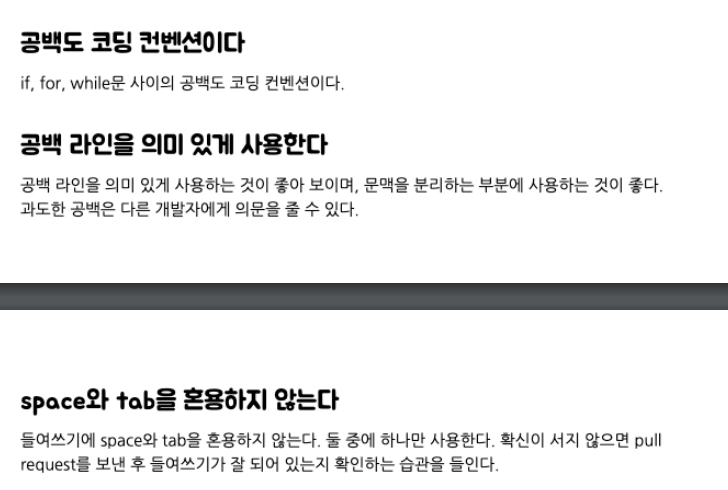 공백도 코딩 컨벤션이다
if, for, while문 사이의 공백도 코딩 컨벤션이다.
공백 라인을 의미 있게 사용한다
공백 라인을 의미 있게 사용하는 것이 좋아 보이며, 문맥을 분리하는 부분에 사용하는 것이 좋다.
과도한 공백은 다른 개발자에게 의문을 줄 수 있다.
space와 tab을 혼용하지 않는다
들여쓰기에 space와 tab을 혼용하지 않는다. 둘 중에 하나만 사용한다. 확신이 서지 않으면 pull
request를 보낸 후 들여쓰기가 잘 되어 있는지 확인하는 습관을 들인다.